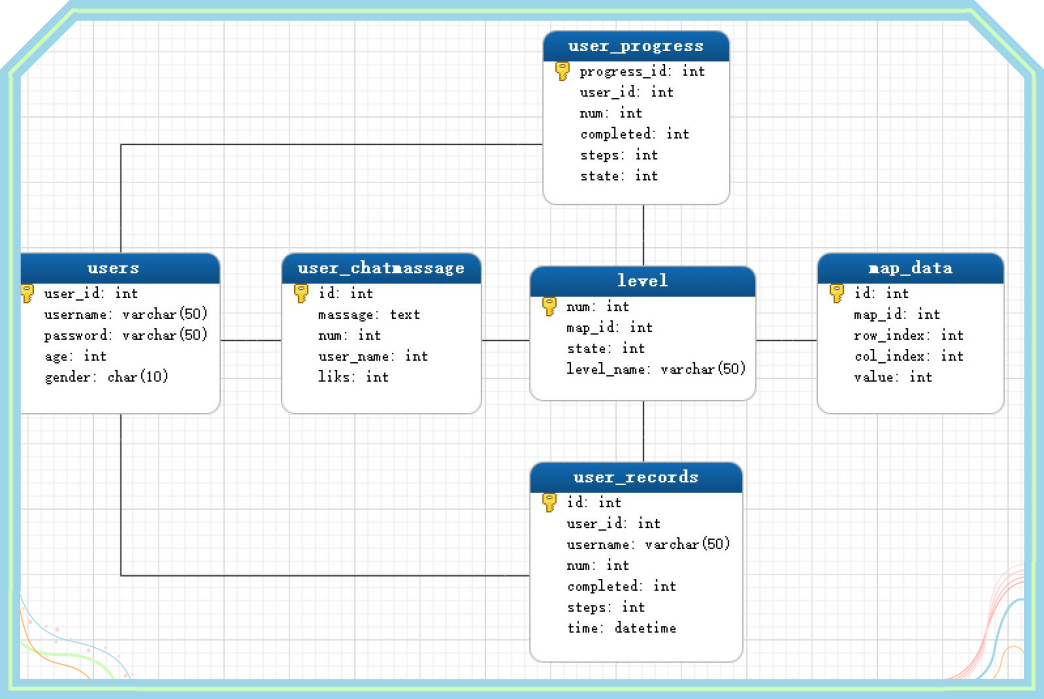 user_progress
progress_id: int
user_id: int
num: int
completed: int
steps: int
state: int
users
user_id: int
username: varchar(50)
password: varchar(50)
age: int
gender: char(10)
user_chatmassage
id: int
massage: text
num: int
user_name: int
liks: int
level
num: int
map_id: int
state: int
level_name: varchar(50)
map_data
id: int
map_id: int
row_index: int
col_index: int
value: int
user_records
id: int
user_id: int
username: varchar(50)
num: int
completed: int
steps: int
time: datetime